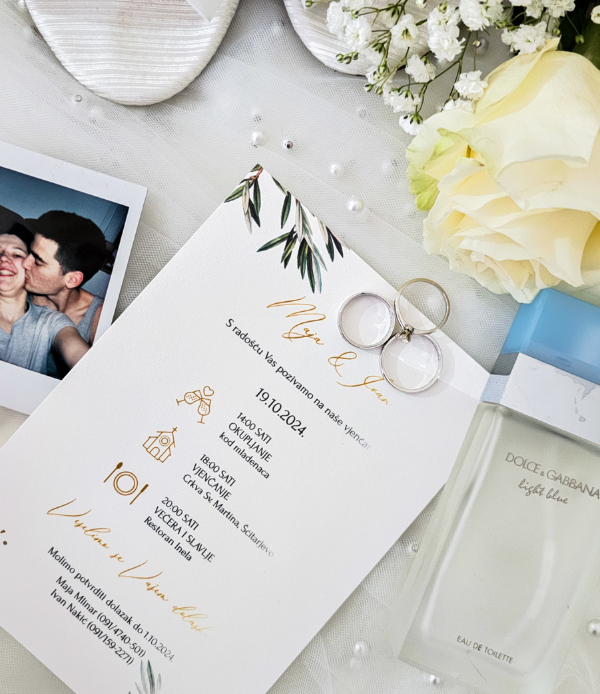 Maja & Ivan
S radošću Vas pozivamo na naše vjenčanje
19.10.2024.
14:00 SATI
OKUPLJANJE
kod mladenaca
18:00 SATI
VJENČANJE
Crkva Sv. Martina, Šćitarjevo
20:00 SATI
VEČERA I SLAVLJE
Restoran Inela
Veselimo se Vašem dolasku
Molimo potvrditi dolazak do 1.10.2024.
Maja Mlinar (091/4740-501)
Ivan Nakić (091/159-2271)
DOLCE & GABBANA
light blue
EAU DE TOILETTE